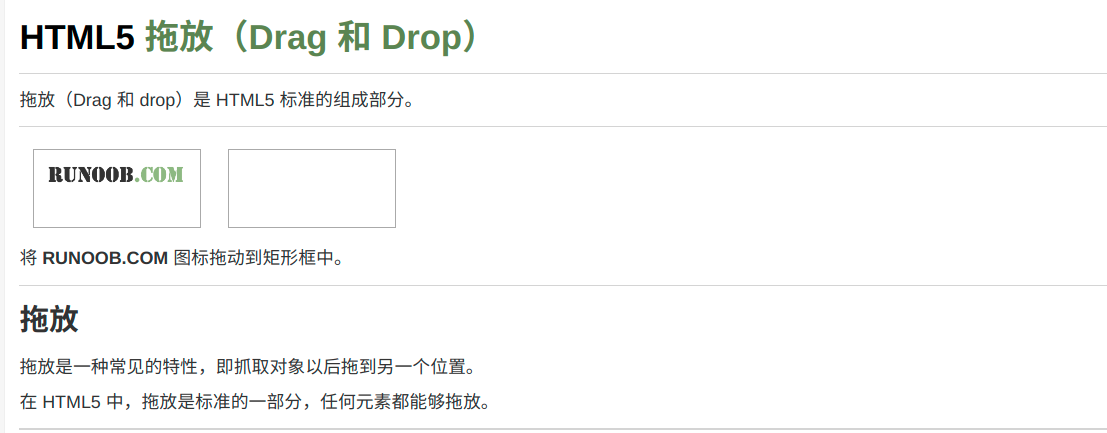 HTML5 拖放（Drag 和 Drop）
拖放（Drag 和 drop）是 HTML5 标准的组成部分。
RUNOOB.COM
将 RUNOOB.COM 图标拖动到矩形框中。
拖放
拖放是一种常见的特性，即抓取对象以后拖到另一个位置。
在 HTML5 中，拖放是标准的一部分，任何元素都能够拖放。